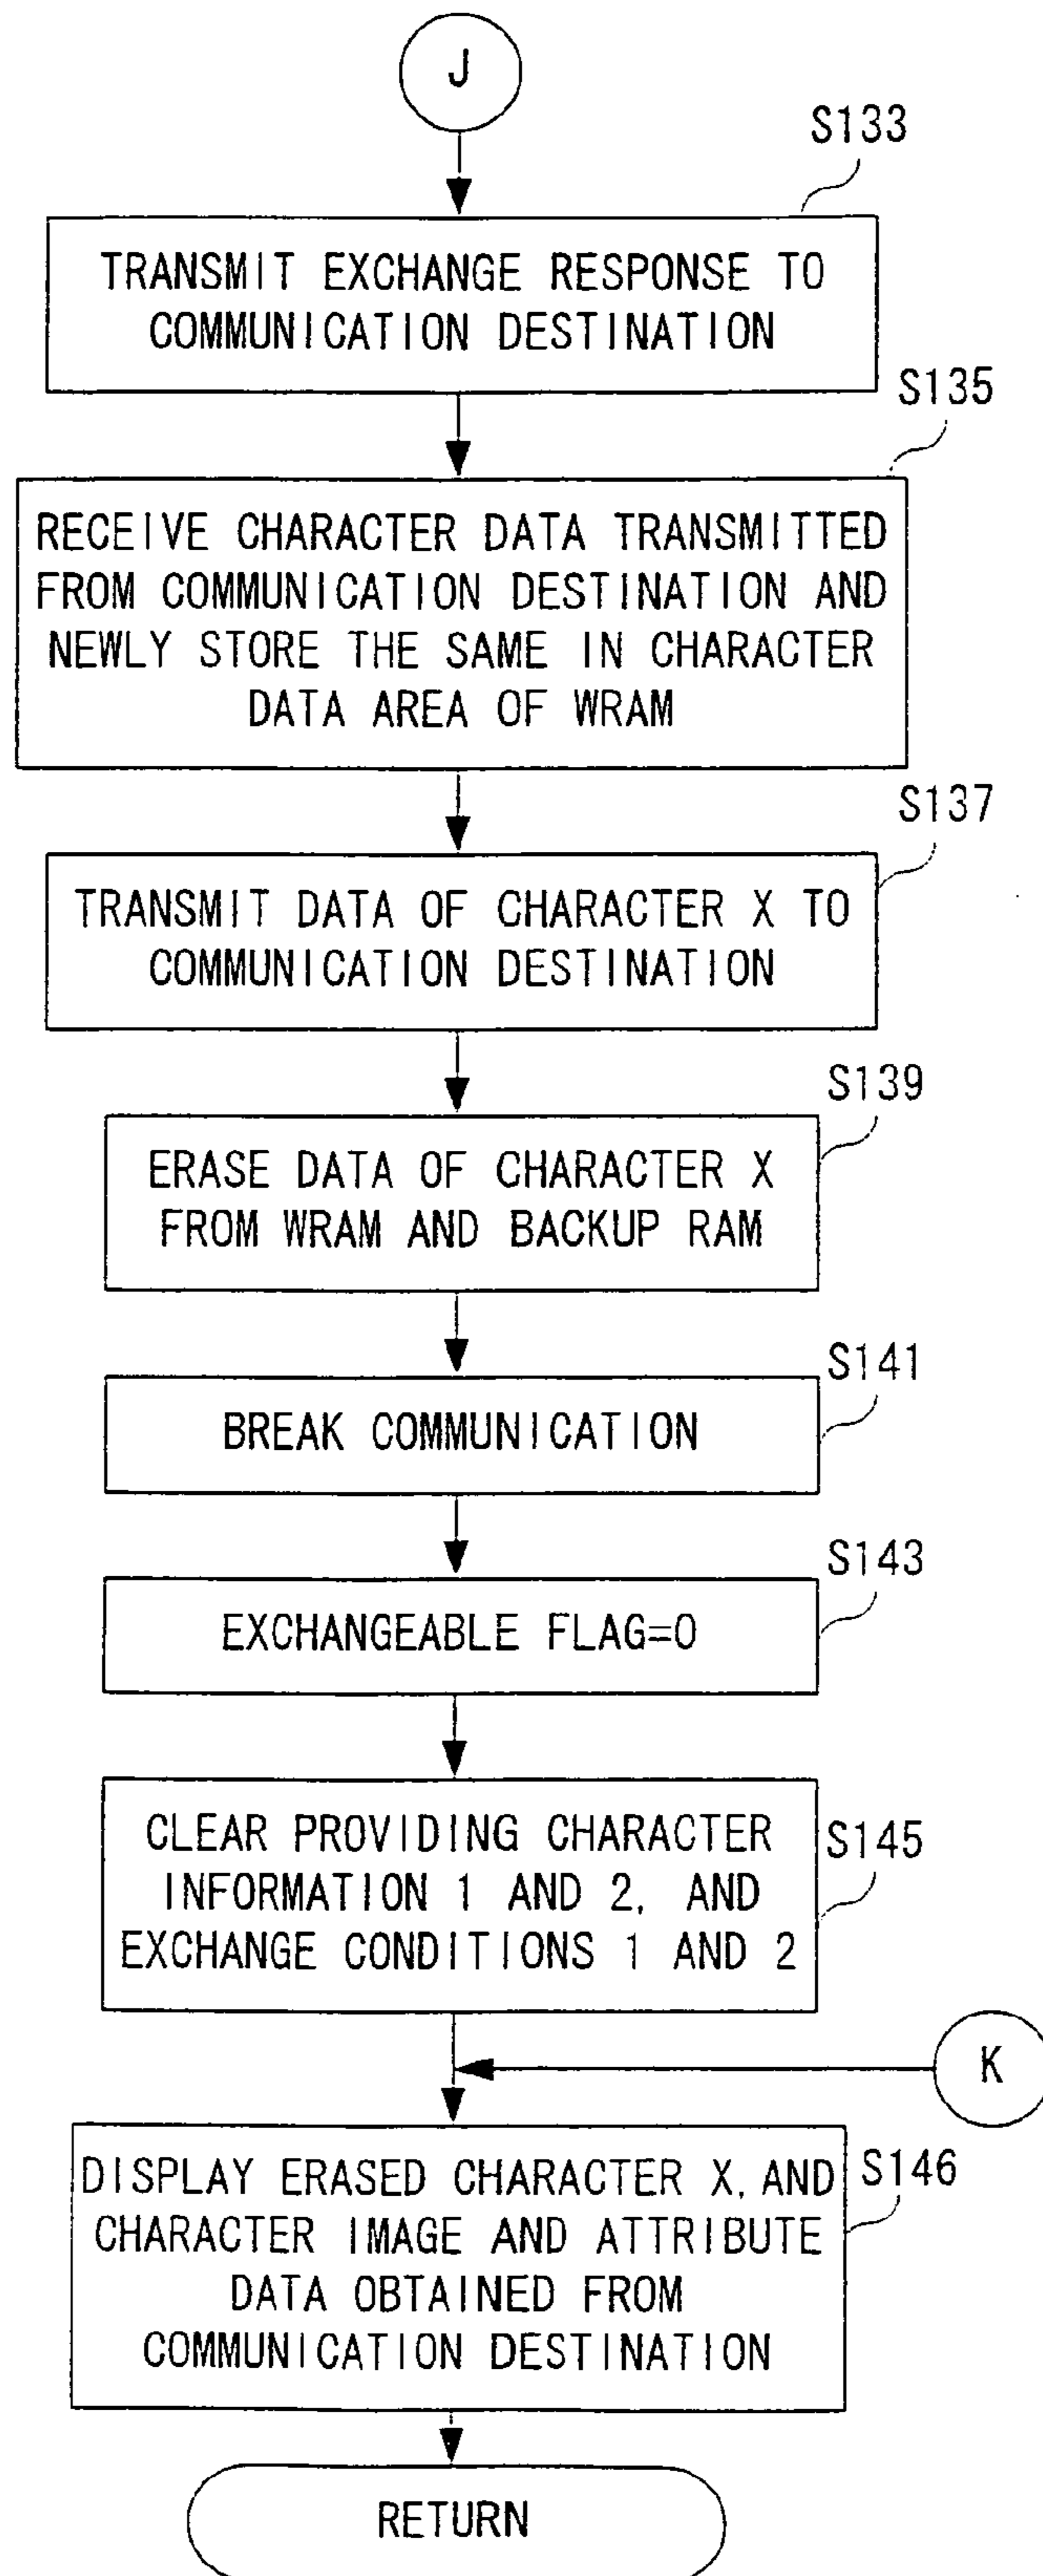 J
S133
TRANSMIT EXCHANGE RESPONSE TO
COMMUNICATION DESTINATION
S135
RECEIVE CHARACTER DATA TRANSMITTED
FROM COMMUNICATION DESTINATION AND
NEWLY STORE THE SAME IN CHARACTER
DATA AREA OF WRAM
S137
TRANSMIT DATA OF CHARACTER X TO
COMMUNICATION DESTINATION
S139
ERASE DATA OF CHARACTER X
FROM WRAM AND BACKUP RAM
S141
BREAK COMMUNICATION
S143
EXCHANGEABLE FLAG=0
S145
CLEAR PROVIDING CHARACTER
INFORMATION 1 AND 2, AND
EXCHANGE CONDITIONS 1 AND 2
K
S146
DISPLAY ERASED CHARACTER X, AND
CHARACTER IMAGE AND ATTRIBUTE
DATA OBTAINED FROM
COMMUNICATION DESTINATION
RETURN